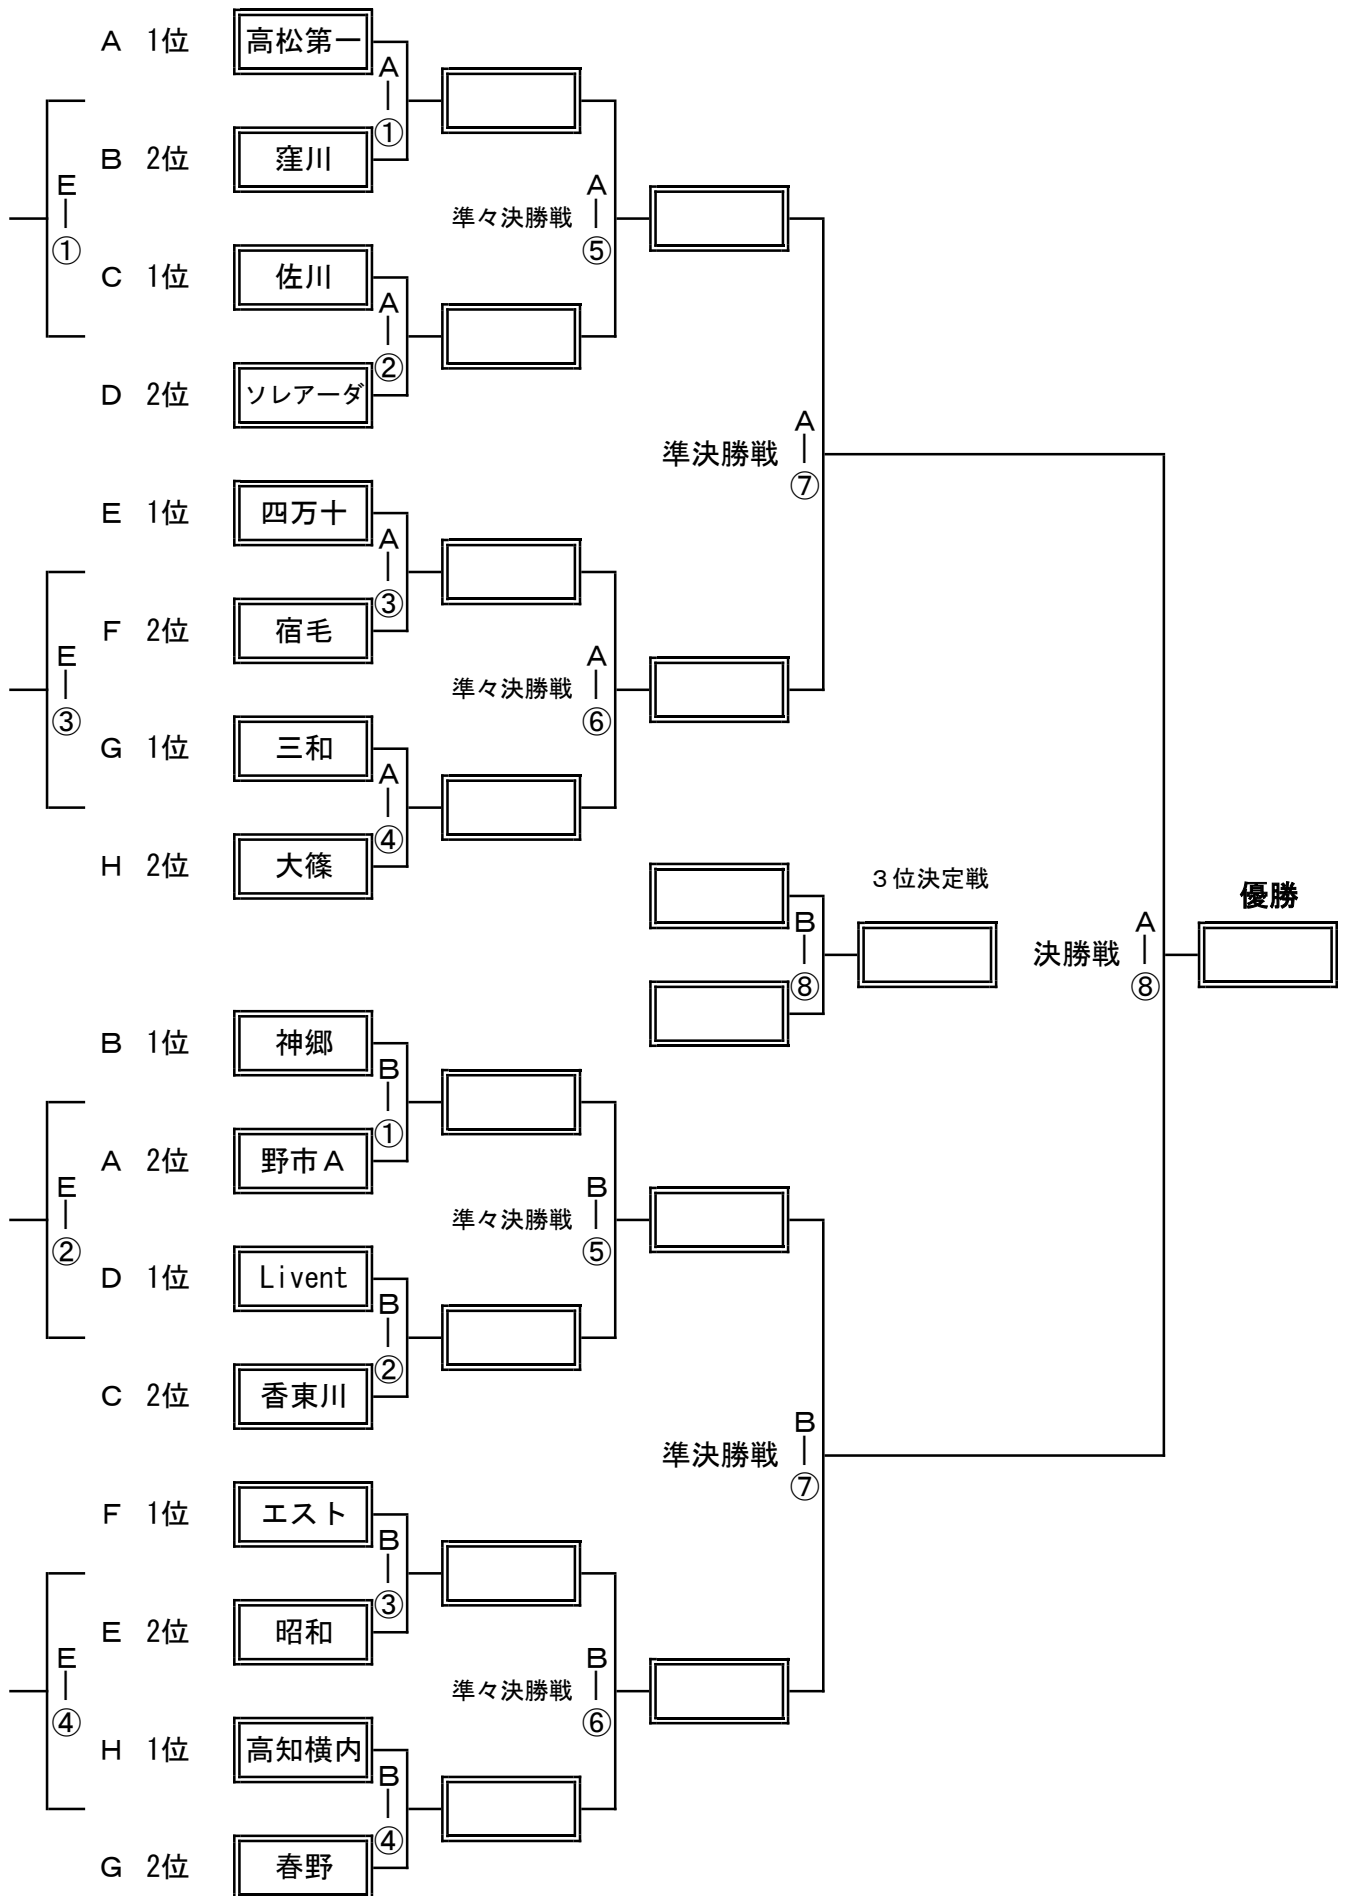 A 1位 高松第一
A
|
①
B 2位 窪川
E
|
①
準々決勝戦
A
|
⑤
C 1位 佐川
A
|
②
D 2位 ソレアーダ
準決勝戦
A
|
⑦
E 1位 四万十
A
|
③
F 2位 宿毛
E
|
③
準々決勝戦
A
|
⑥
G 1位 三和
A
|
④
H 2位 大篠
3位決定戦
B
|
⑧
優勝
決勝戦
A
|
⑧
B 1位 神郷
B
|
①
A 2位 野市A
E
|
②
準々決勝戦
B
|
⑤
D 1位 Livent
B
|
②
C 2位 香東川
準決勝戦
B
|
⑦
F 1位 エスト
B
|
③
E 2位 昭和
E
|
④
準々決勝戦
B
|
⑥
H 1位 高知横内
B
|
④
G 2位 春野